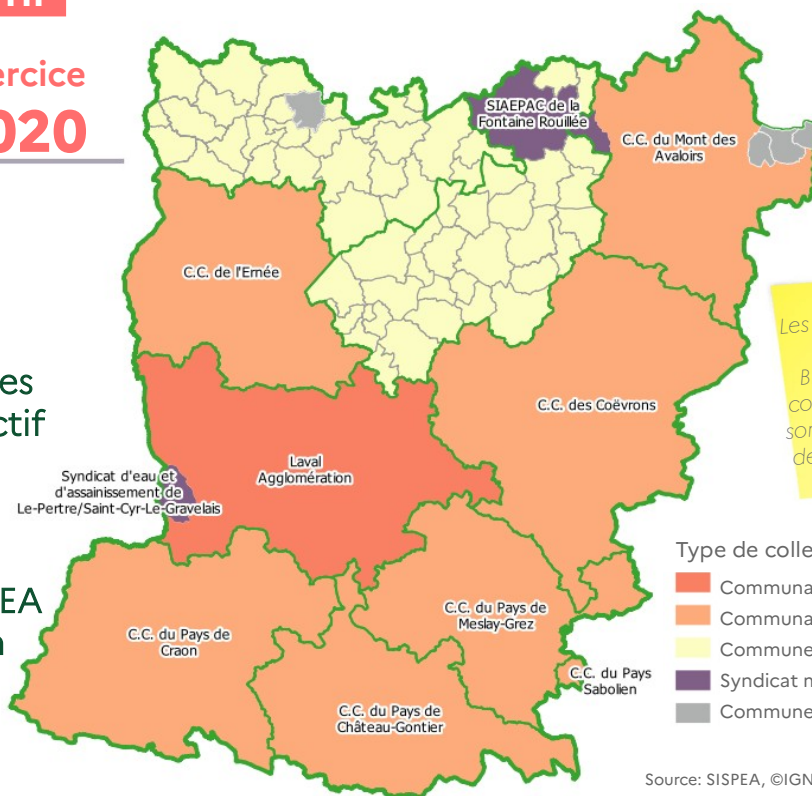 ercice
020
SIAEPAC de la
Fontaine Rouillée
C.C. du Mont des
Avaloirs
C.C. de l'Ernée
Les
B
co
so
de
es
ctif
C.C. des Coëvrons
Laval
Agglomération
Syndicat d'eau et
d'assainissement de
Le-Pertre/Saint-Cyr-Le-Gravelais
Type de colle
Communa
Communa
Commune
Syndicat
Commune
EA
C.C. du Pays de
Meslay-Grez
C.C. du Pays de
Craon
C.C. du Pays
Sabolien
C.C. du Pays de
Château-Gontier
Source: SISPEA, ©IGN